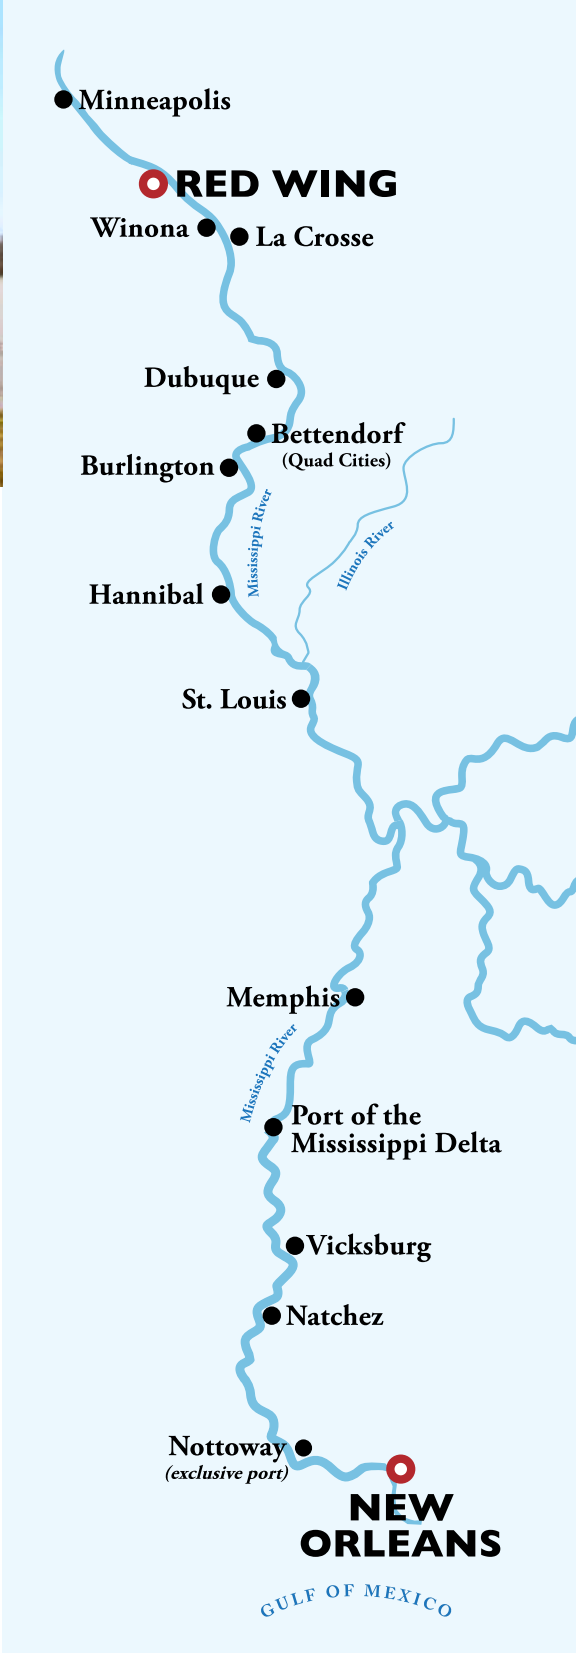 Minneapolis
RED WING
Winona
La Crosse
Dubuque
Bettendorf
(Quad Cities)
Burlington
Mississippi River
Illinois River
Hannibal
St. Louis
Memphis
Mississippi River
Port of the
Mississippi Delta
Vicksburg
Natchez
Nottoway
(exclusive port)
NEW
ORLEANS
GULF OF MEXICO